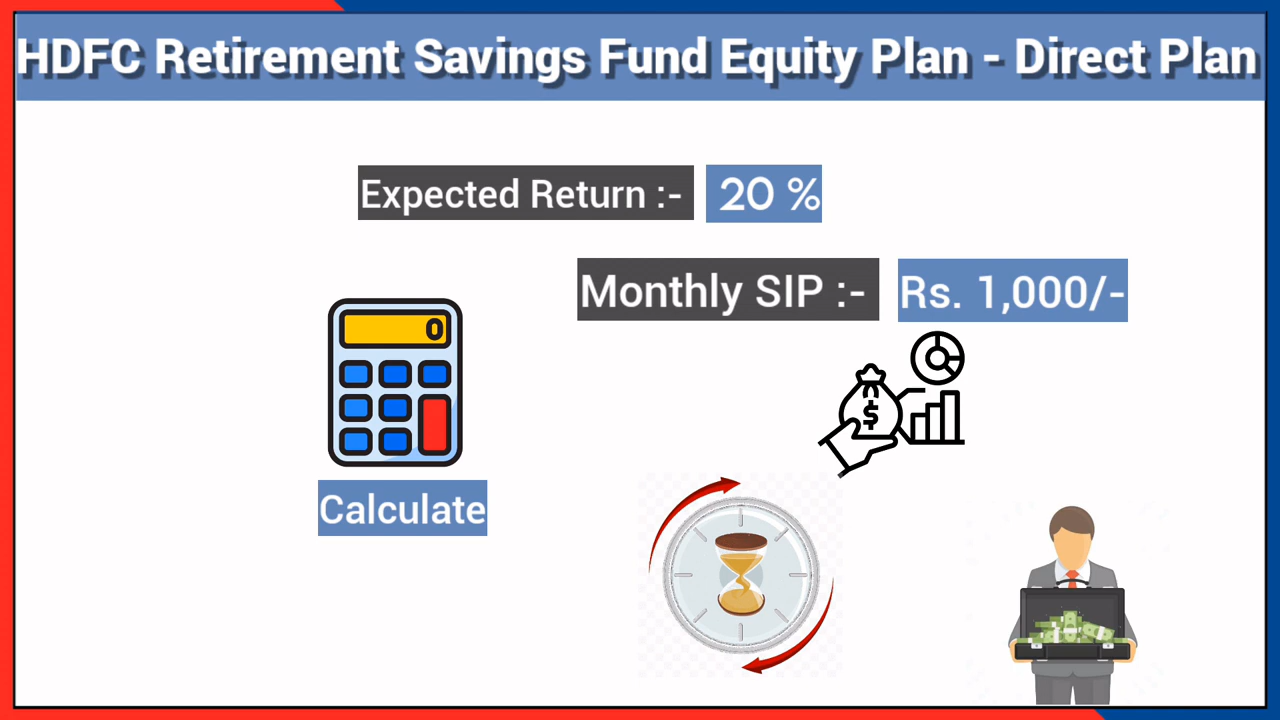 HDFC Retirement Savings Fund Equity Plan - Direct Plan
Expected Return :- 20 %
Monthly SIP :- Rs. 1,000/-
0
$
Calculate